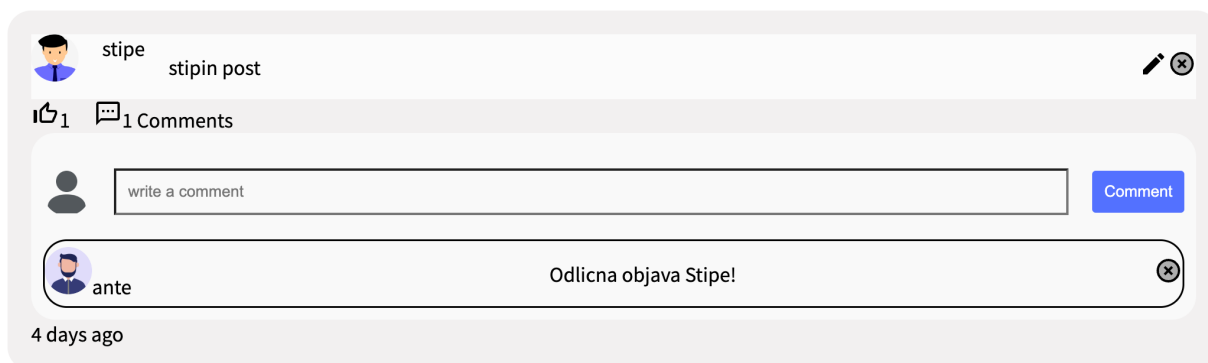 stipe
stipin post
1 1 Comments
write a comment Comment
ante Odlicna objava Stipe!
4 days ago